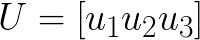 U = [u₁u₂u₃]